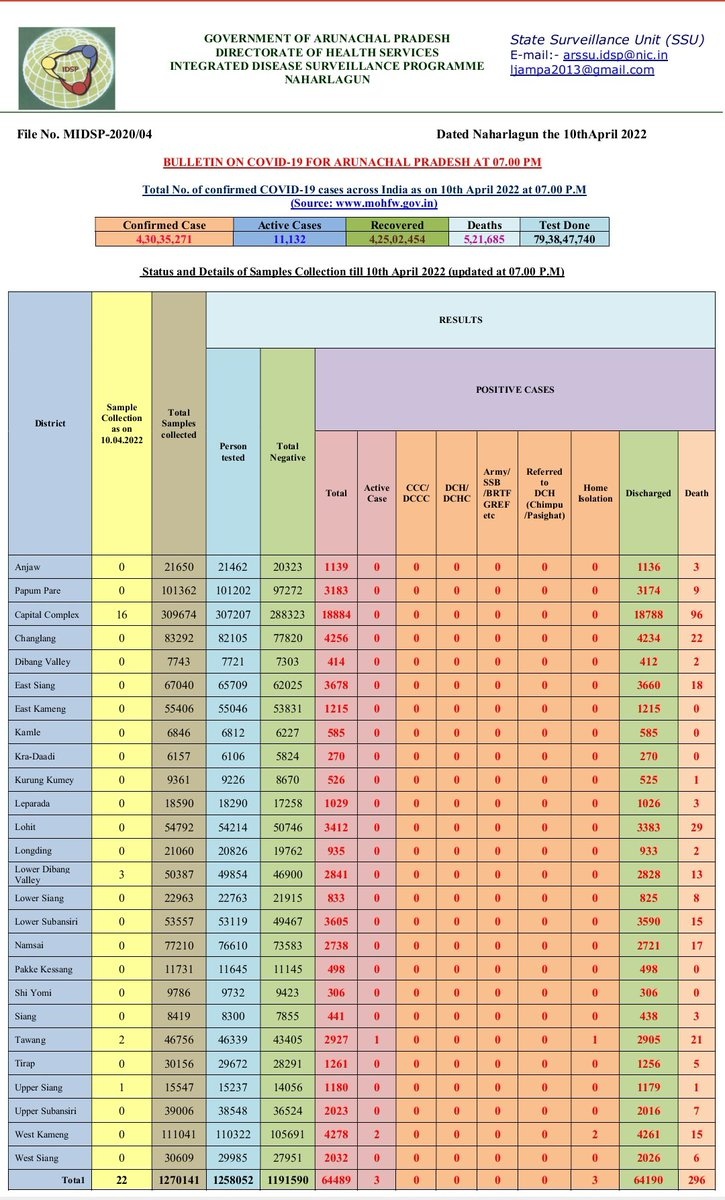 IDSP
GOVERNMENT OF ARUNACHAL PRADESH
DIRECTORATE OF HEALTH SERVICES
INTEGRATED DISEASE SURVEILLANCE PROGRAMME
NAHARLAGUN
State Surveillance Unit (SSU)
E-mail:- arssu.idsp@nic.in
ljampa2013@gmail.com
File No. MIDSP-2020/04 Dated Naharlagun the 10thApril 2022
BULLETIN ON COVID-19 FOR ARUNACHAL PRADESH AT 07.00 PM
Total No. of confirmed COVID-19 cases across India as on 10th April 2022 at 07.00 P.M
(Source: www.mohfw.gov.in)
Confirmed Case Active Cases Recovered Deaths Test Done
4,30,35,271 11,132 4,25,02,454 5,21,685 79,38,47,740
Status and Details of Samples Collection till 10th April 2022 (updated at 07.00 P.M)
RESULTS
POSITIVE CASES
District
Sample
Collection
as on
10.04.2022
Total
Samples
collected
Person
tested
Total
Negative
Total
Active
Case
CCC/
DCCC
DCH/
DCHC
Army/
SSB
/BRTF
GREF
etc
Referred
to
DCH
(Chimpu
/Pasighat)
Home
Isolation
Discharged
Death
Anjaw 0 21650 21462 20323 1139 0 0 0 0 0 0 1136 3
Papum Pare 0 101362 101202 97272 3183 0 0 0 0 0 0 3174 9
Capital Complex 16 309674 307207 288323 18884 0 0 0 0 0 0 18788 96
Changlang 0 83292 82105 77820 4256 0 0 0 0 0 0 4234 22
Dibang Valley 0 7743 7721 7303 414 0 0 0 0 0 0 412 2
East Siang 0 67040 65709 62025 3678 0 0 0 0 0 0 3660 18
East Kameng 0 55406 55046 53831 1215 0 0 0 0 0 0 1215 0
Kamle 0 6846 6812 6227 585 0 0 0 0 0 0 585 0
Kra-Daadi 0 6157 6106 5824 270 0 0 0 0 0 0 270 0
Kurung Kumey 0 9361 9226 8670 526 0 0 0 0 0 0 525 1
Leparada 0 18590 18290 17258 1029 0 0 0 0 0 0 1026 3
Lohit 0 54792 54214 50746 3412 0 0 0 0 0 0 3383 29
Longding 0 21060 20826 19762 935 0 0 0 0 0 0 933 2
Lower Dibang
Valley 3 50387 49854 46900 2841 0 0 0 0 0 0 2828 13
Lower Siang 0 22963 22763 21915 833 0 0 0 0 0 0 825 8
Lower Subansiri 0 53557 53119 49467 3605 0 0 0 0 0 0 3590 15
Namsai 0 77210 76610 73583 2738 0 0 0 0 0 0 2721 17
Pakke Kessang 0 11731 11645 11145 498 0 0 0 0 0 0 498 0
Shi Yomi 0 9786 9732 9423 306 0 0 0 0 0 0 306 0
Siang 0 8419 8300 7855 441 0 0 0 0 0 0 438 3
Tawang 2 46756 46339 43405 2927 1 0 0 0 0 1 2905 21
Tirap 0 30156 29672 28291 1261 0 0 0 0 0 0 1256 5
Upper Siang 1 15547 15237 14056 1180 0 0 0 0 0 0 1179 1
Upper Subansiri 0 39006 38548 36524 2023 0 0 0 0 0 0 2016 7
West Kameng 0 111041 110322 105691 4278 2 0 0 0 0 2 4261 15
West Siang 0 30609 29985 27951 2032 0 0 0 0 0 0 2026 6
Total 22 1270141 1258052 1191590 64489 3 0 0 0 0 3 64190 296